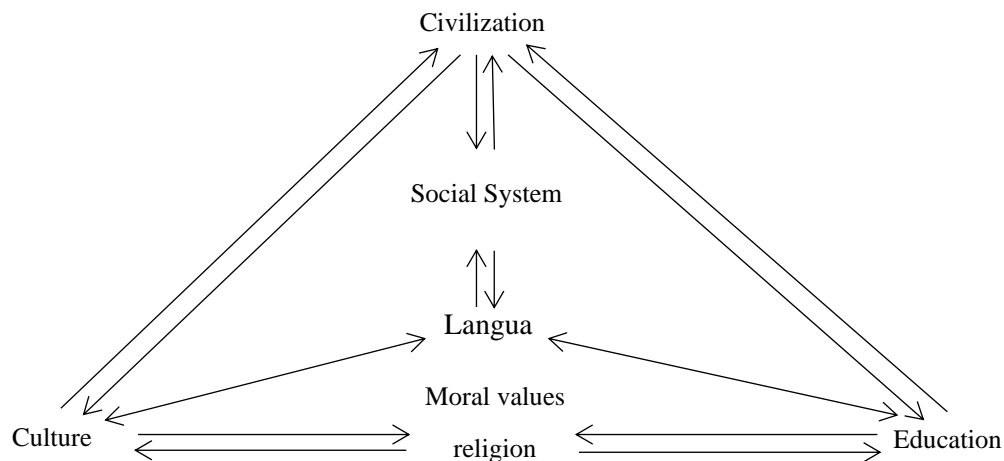 Civilization
Social System
Langua
Moral values
Culture
religion
Education